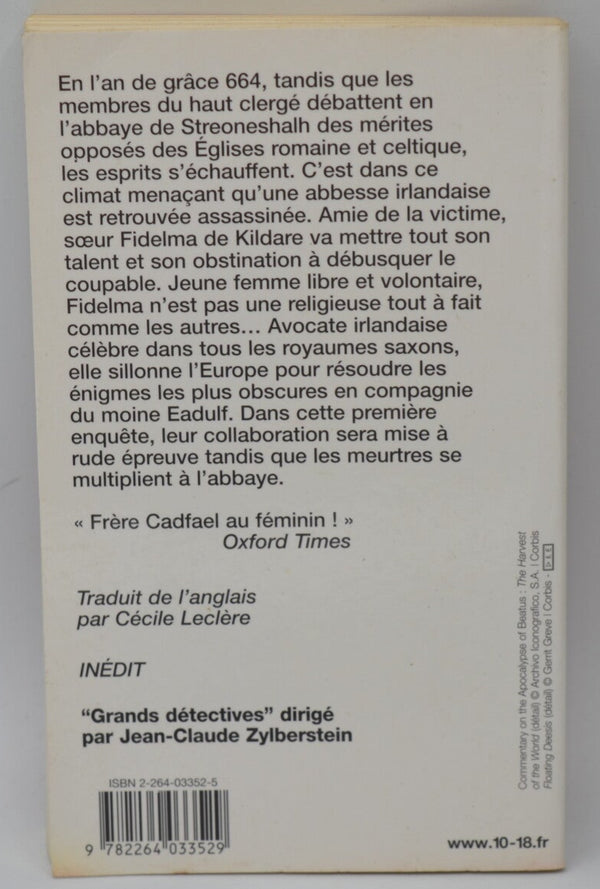 En l'an de grâce 664, tandis que les
membres du haut clergé débattent en
l'abbaye de Streoneshalh des mérites
opposés des Églises romaine et celtique,
les esprits s'échauffent. C'est dans ce
climat menaçant qu'une abbesse irlandaise
est retrouvée assassinée. Amie de la victime,
sœur Fidelma de Kildare va mettre tout son
talent et son obstination à débusquer le
coupable. Jeune femme libre et volontaire,
Fidelma n'est pas une religieuse tout à fait
comme les autres... Avocate irlandaise
célèbre dans tous les royaumes saxons,
elle sillonne l'Europe pour résoudre les
énigmes les plus obscures en compagnie
du moine Eadulf. Dans cette première
enquête, leur collaboration sera mise à
rude épreuve tandis que les meurtres se
multiplient à l'abbaye.
« Frère Cadfael au féminin ! »
Oxford Times
Traduit de l'anglais
par Cécile Leclère
INÉDIT
"Grands détectives" dirigé
par Jean-Claude Zylberstein
ISBN 2-264-03352-5
9 782264 033529
www.10-18.fr
Commentary on the Apocalypse of Beatus : The Harvest
of the World (détail) © Archivo Iconografico, S.A. | Corbis
Floating Deesis (détail) © Gerrit Greve | Corbis -